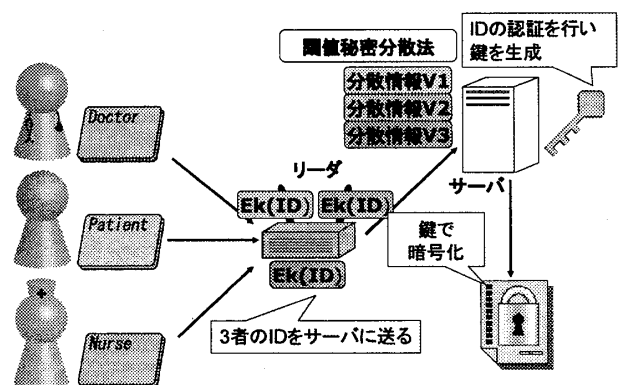 IDの認証を行い
鍵を生成
閾値秘密分散法
分散情報V1
分散情報V2
分散情報V3
Doctor
リーダ
サーバ
Ek(ID)
Ek(ID)
Patient
鍵で
暗号化
Ek(ID)
3者のIDをサーバに送る
Nurse